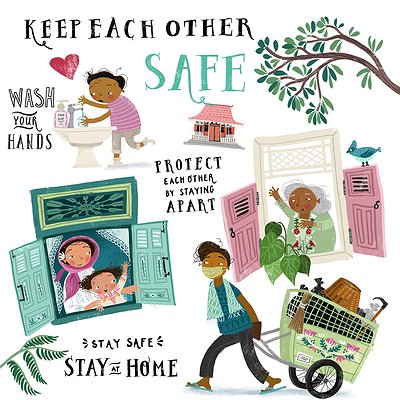 KEEP EACH OTHER
SAFE
WASH
YOUR
HANDS
PROTECT
EACH OTHER
BY STAYING
APART
STAY SAFE
STAY AT HOME